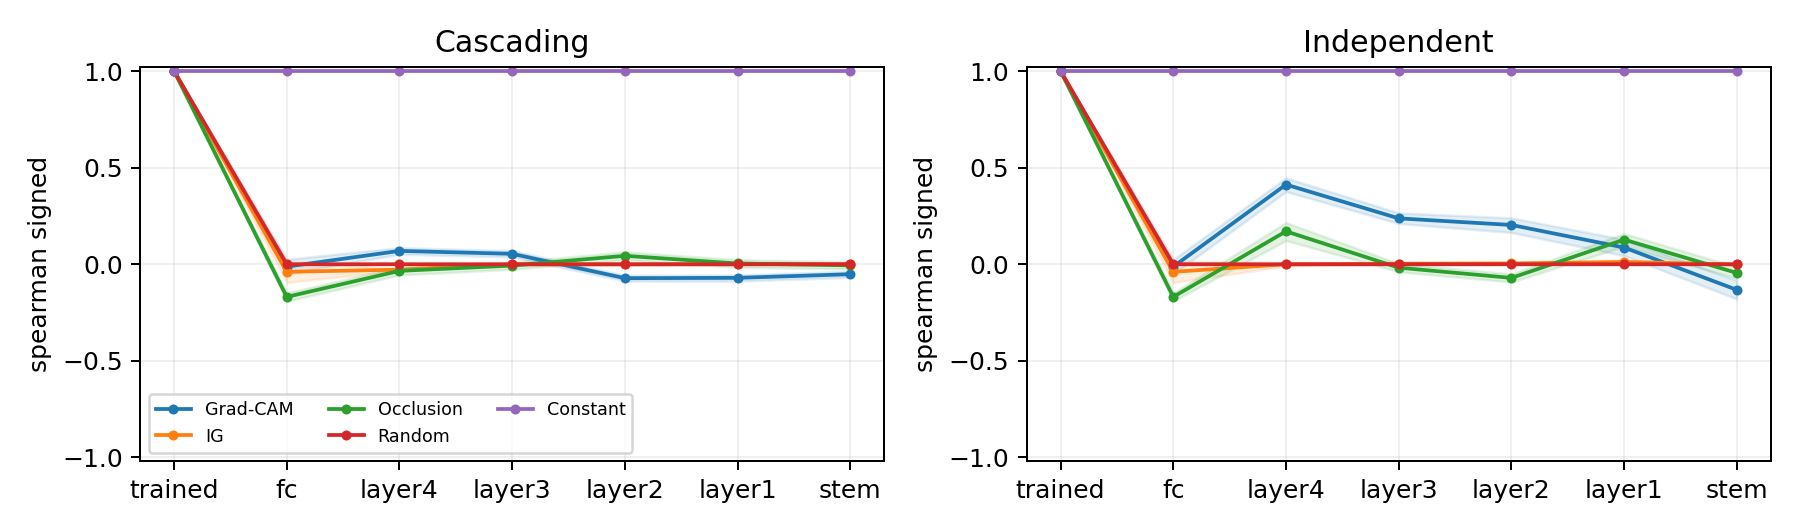 Cascading
spearman signed
1.0
0.5
0.0
−0.5
−1.0
Grad-CAM
IG
Occlusion
Random
Constant
trained fc layer4 layer3 layer2 layer1 stem
Independent
spearman signed
1.0
0.5
0.0
−0.5
−1.0
trained fc layer4 layer3 layer2 layer1 stem